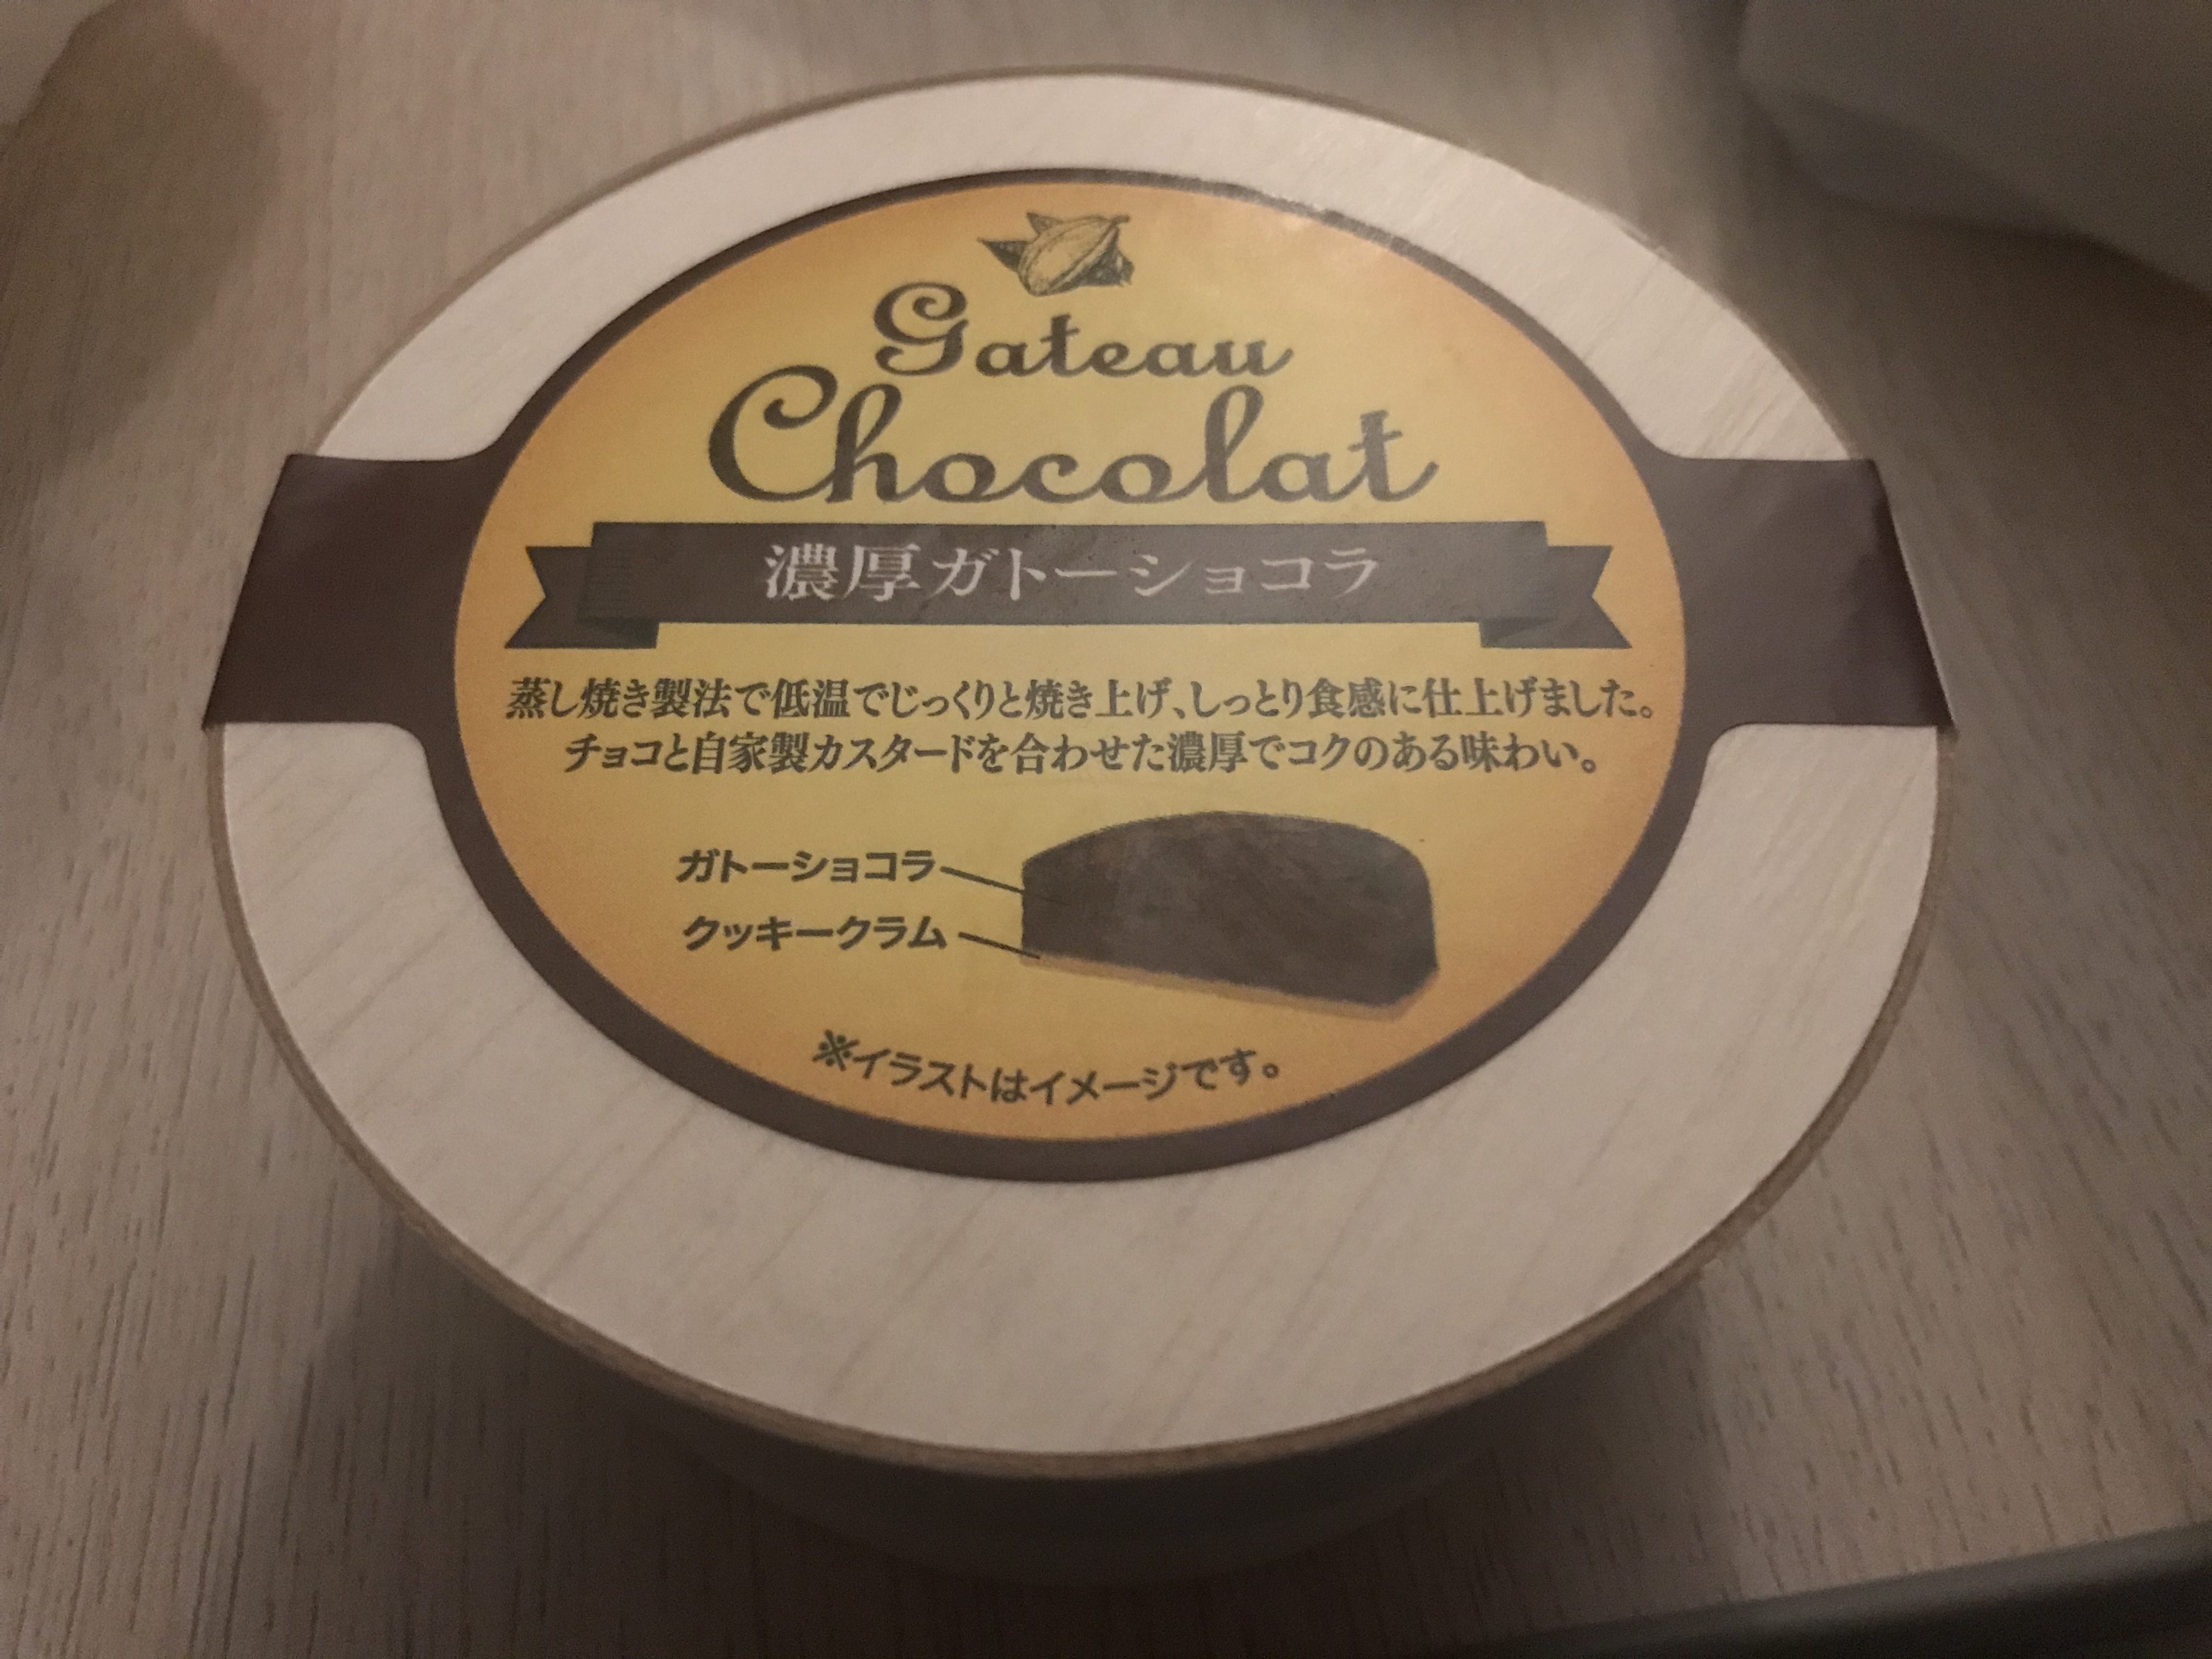 Gateau
Chocolat
濃厚ガトーショコラ
蒸し焼き製法で低温でじっくりと焼き上げ、しっとり食感に仕上げました。
チョコと自家製カスタードを合わせた濃厚でコクのある味わい。
ガトーショコラ
クッキークラム
※イラストはイメージです。